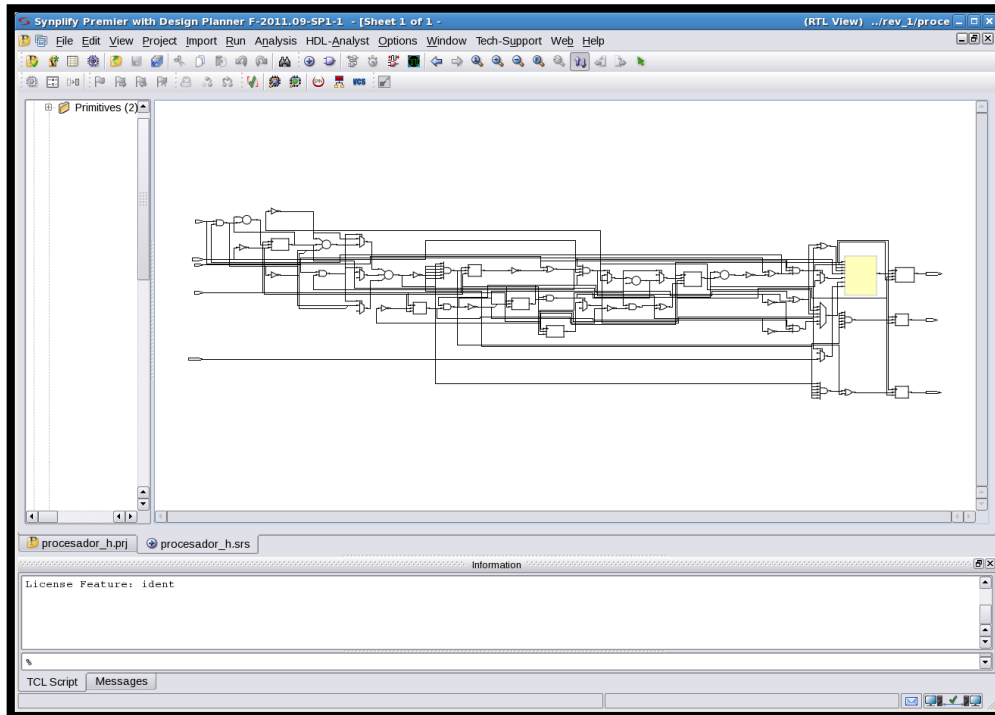 Synplify Premier with Design Planner F-2011.09-SP1-1 - [Sheet 1 of 1 - (RTL View) ../rev_1/proce
File Edit View Project Import Run Analysis HDL-Analyst Options Window Tech-Support Web Help
VCS
Primitives (2)
procesador_h.prj procesador_h.srs
Information
License Feature: ident
%
TCL Script Messages